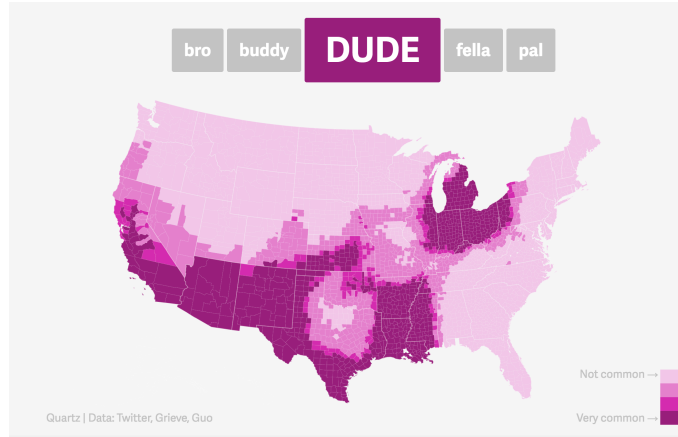 bro buddy DUDE fella pal
Not common →
Very common →
Quartz | Data: Twitter, Grieve, Guo